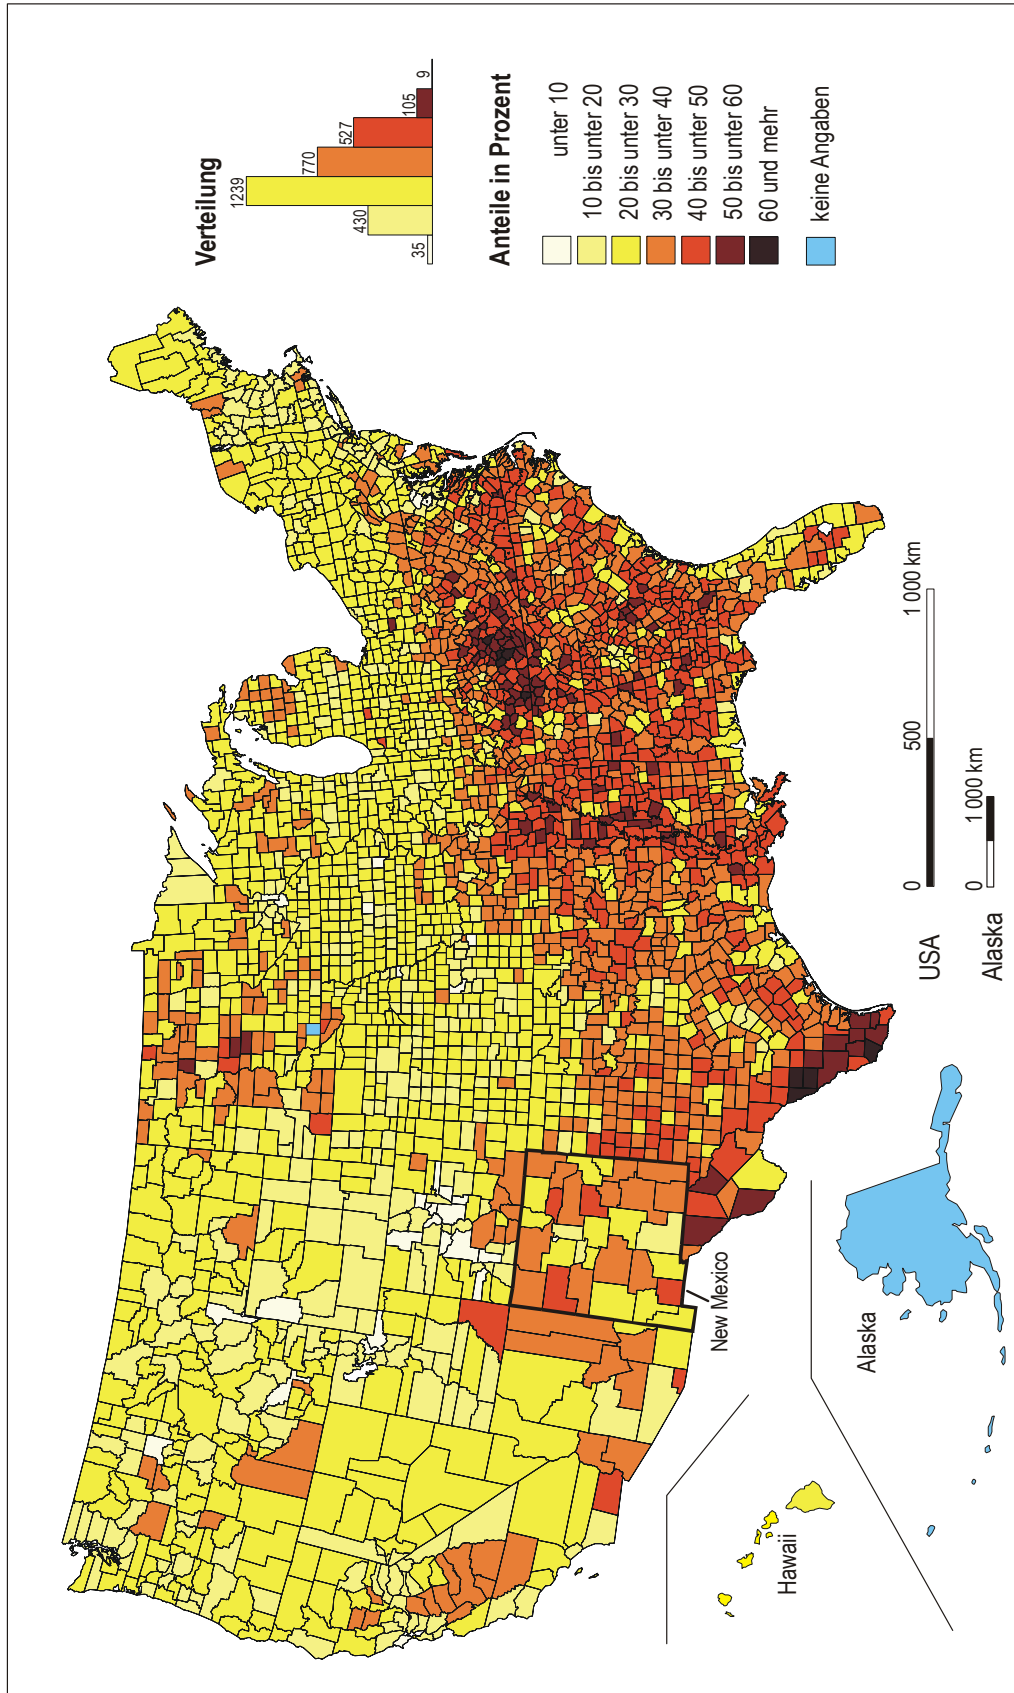 Verteilung
35
430
1239
770
527
105
9
Anteile in Prozent
unter 10
10 bis unter 20
20 bis unter 30
30 bis unter 40
40 bis unter 50
50 bis unter 60
60 und mehr
keine Angaben
New Mexico
Hawaii
Alaska
USA
0 500 1 000 km
Alaska
0 1 000 km